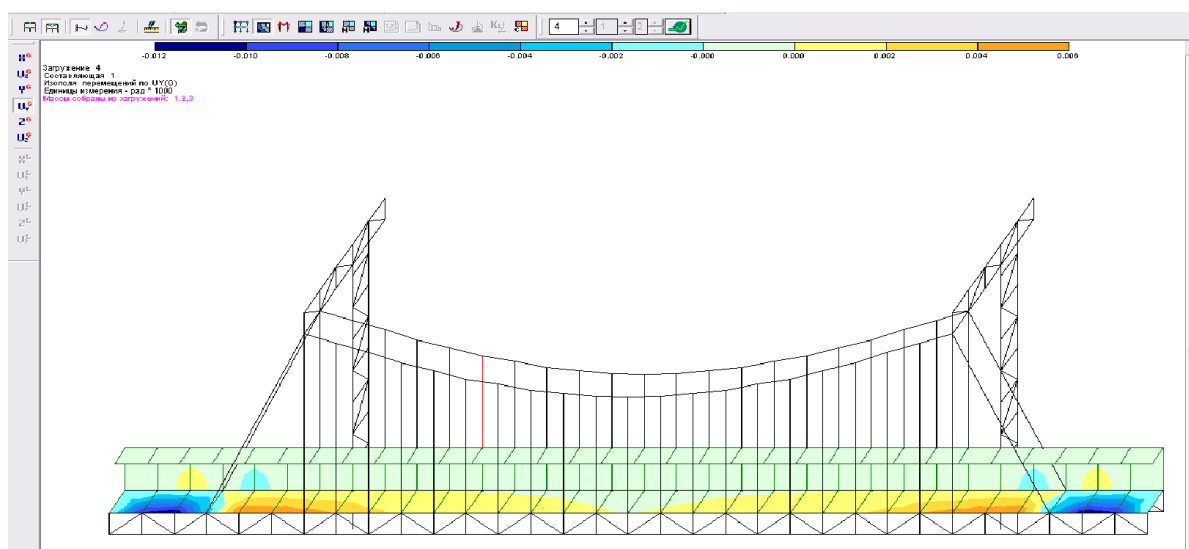 4 1 2
-0.012 -0.010 -0.008 -0.006 -0.004 -0.002 -0.000 0.000 0.002 0.004 0.006
Загружение 4
Составляющая 1
Изополя перемещений по UY(G)
Единицы измерения - рад * 1000
Массы собраны из загружений: 1,2,3